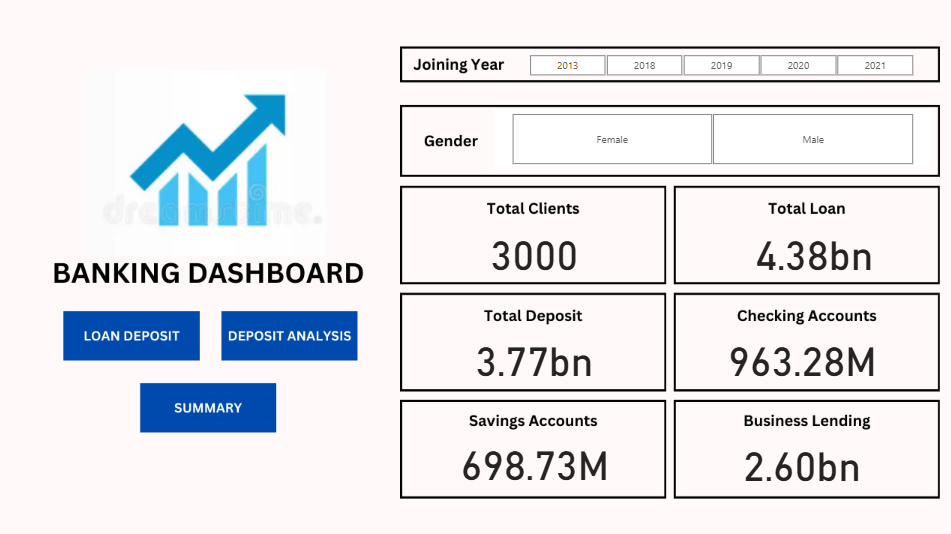 Joining Year 2013 2018 2019 2020 2021
Gender Female Male
dreamstime.
BANKING DASHBOARD
LOAN DEPOSIT DEPOSIT ANALYSIS
SUMMARY
Total Clients
3000
Total Loan
4.38bn
Total Deposit
3.77bn
Checking Accounts
963.28M
Savings Accounts
698.73M
Business Lending
2.60bn